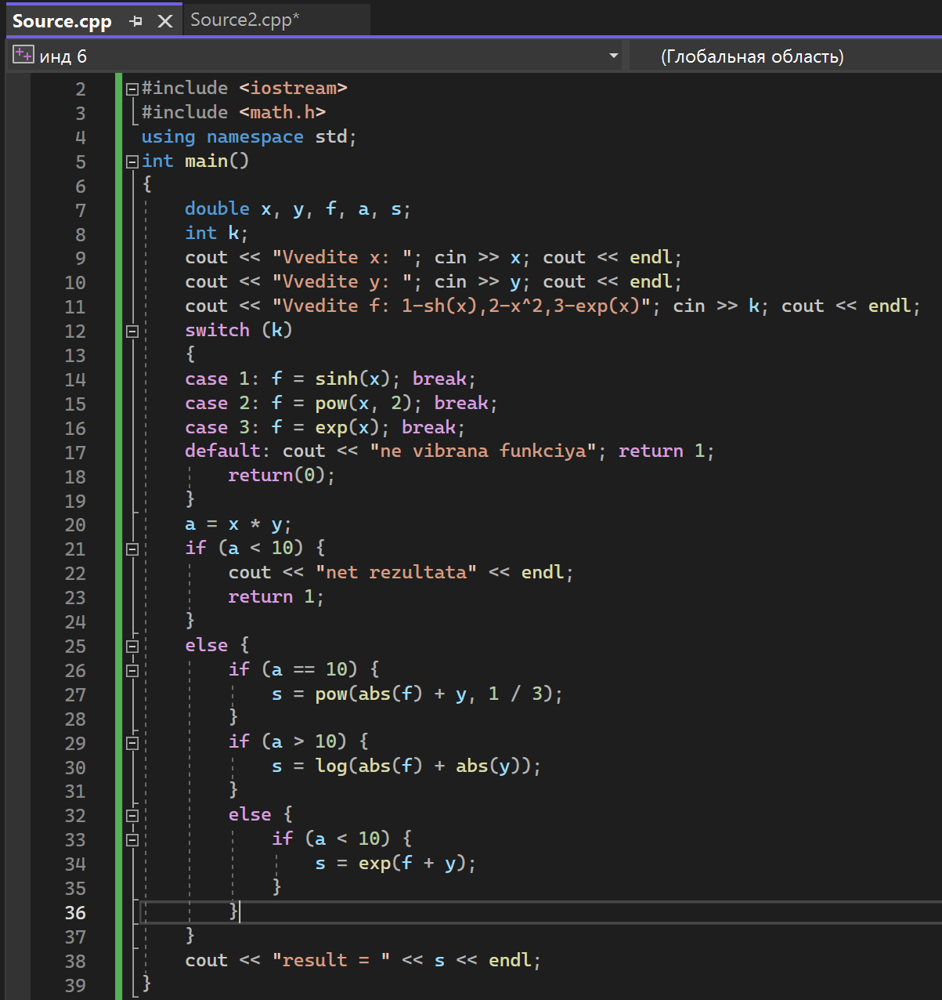 Source.cpp
Source2.cpp*
инд 6
(Глобальная область)
2 #include <iostream>
3 #include <math.h>
4 using namespace std;
5 int main()
6 {
7 double x, y, f, a, s;
8 int k;
9 cout << "Vvedite x: "; cin >> x; cout << endl;
10 cout << "Vvedite y: "; cin >> y; cout << endl;
11 cout << "Vvedite f: 1-sh(x),2-x^2,3-exp(x)"; cin >> k; cout << endl;
12 switch (k)
13 {
14 case 1: f = sinh(x); break;
15 case 2: f = pow(x, 2); break;
16 case 3: f = exp(x); break;
17 default: cout << "ne vibrana funkciya"; return 1;
18 return(0);
19 }
20 a = x * y;
21 if (a < 10) {
22 cout << "net rezultata" << endl;
23 return 1;
24 }
25 else {
26 if (a == 10) {
27 s = pow(abs(f) + y, 1 / 3);
28 }
29 if (a > 10) {
30 s = log(abs(f) + abs(y));
31 }
32 else {
33 if (a < 10) {
34 s = exp(f + y);
35 }
36 }
37 }
38 cout << "result = " << s << endl;
39 }